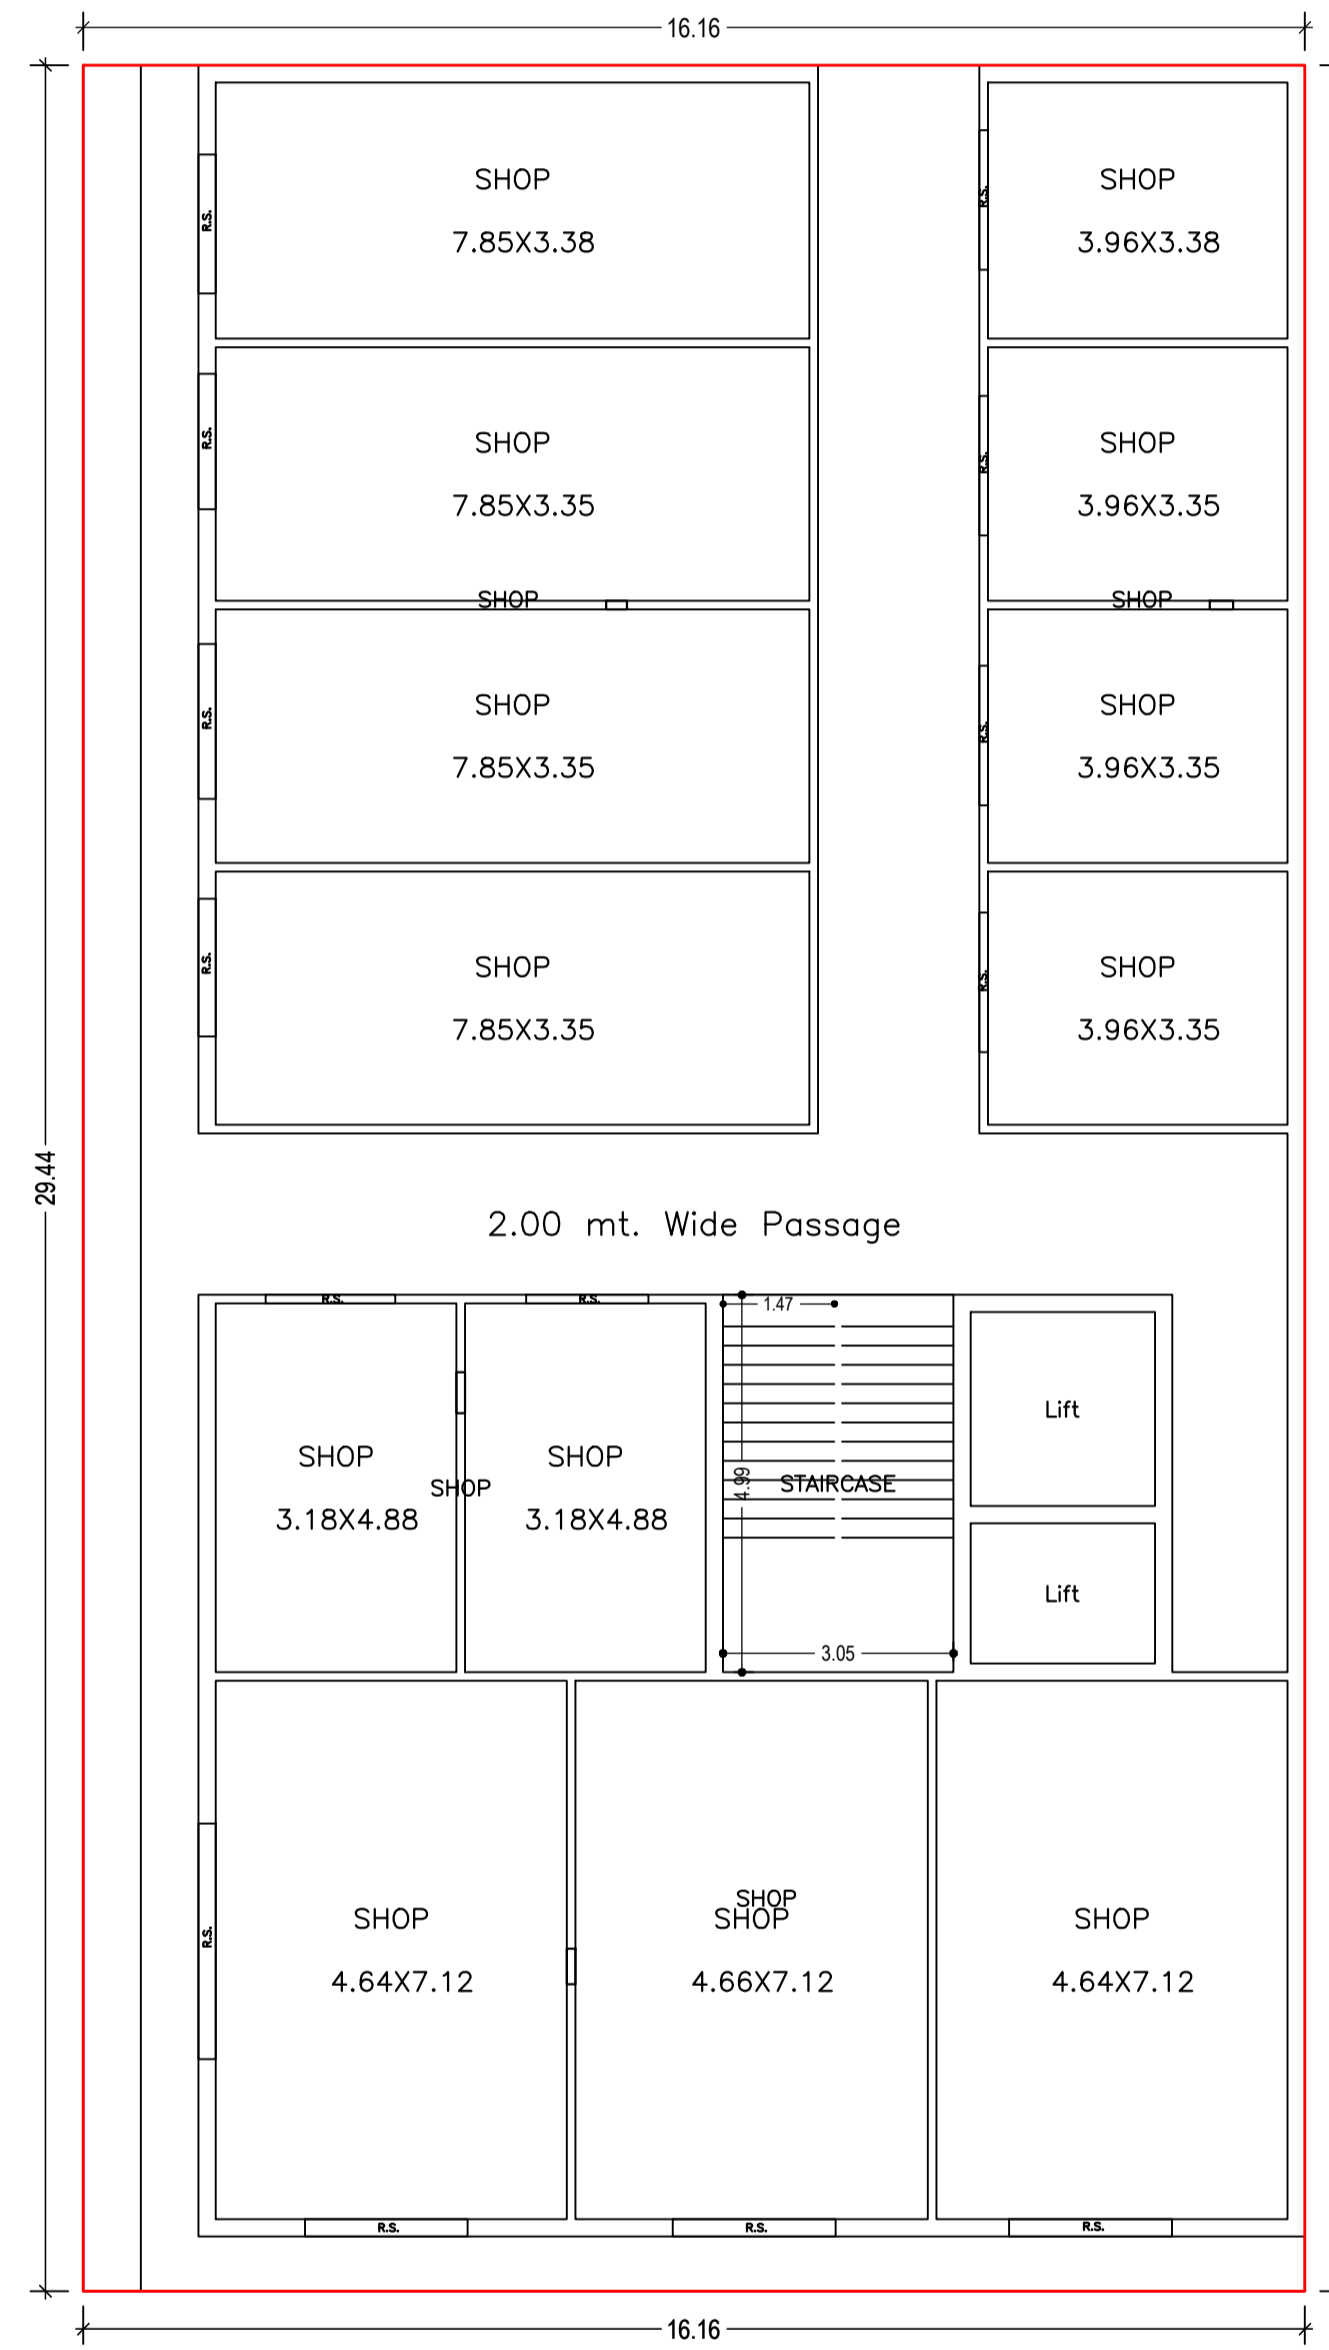 16.16
SHOP
7.85X3.38
R.S.
SHOP
3.96X3.38
R.S.
SHOP
7.85X3.35
R.S.
SHOP
3.96X3.35
R.S.
SHOP
SHOP
SHOP
7.85X3.35
R.S.
SHOP
3.96X3.35
R.S.
SHOP
7.85X3.35
R.S.
SHOP
3.96X3.35
R.S.
29.44
2.00 mt. Wide Passage
R.S.
R.S.
1.47
Lift
SHOP
3.18X4.88
SHOP
SHOP
3.18X4.88
4.99
STAIRCASE
Lift
3.05
SHOP
4.64X7.12
R.S.
SHOP
SHOP
4.66X7.12
SHOP
4.64X7.12
R.S.
R.S.
R.S.
16.16